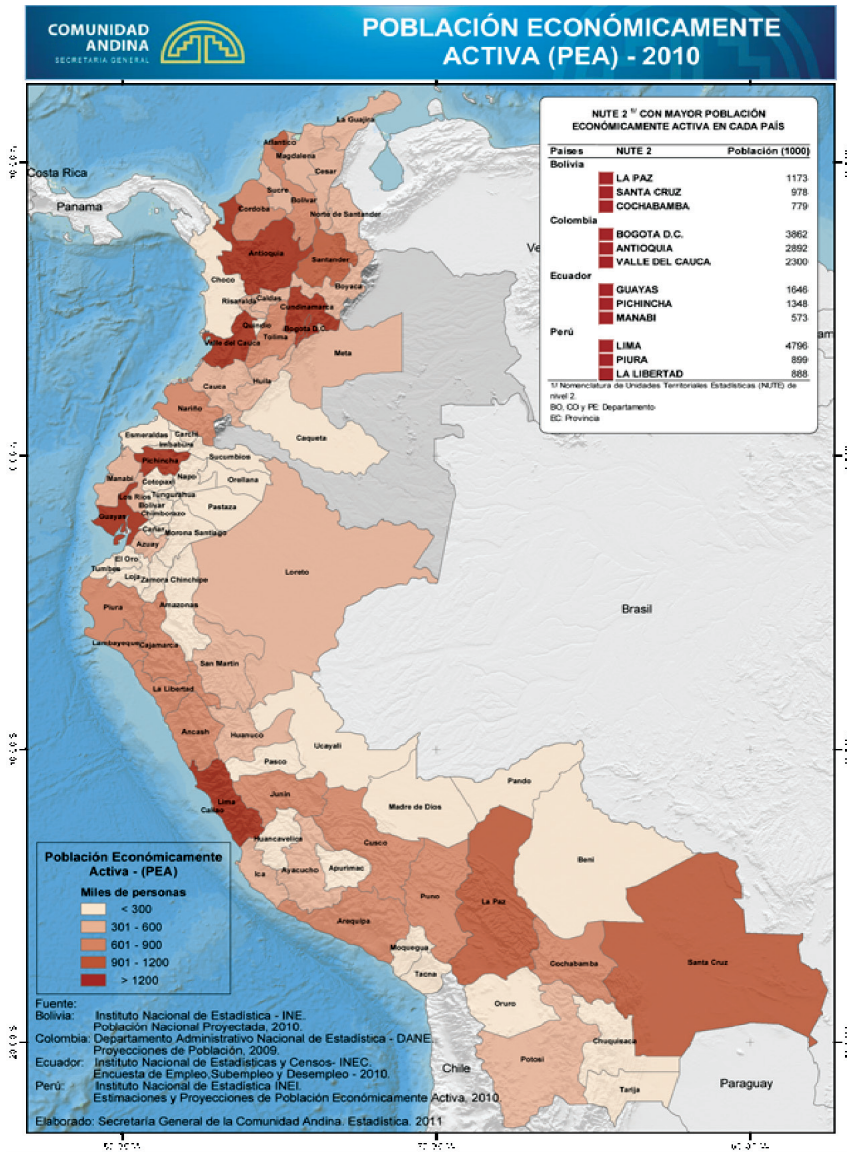 COMUNIDAD
ANDINA
SECRETARIA GENERAL
POBLACIÓN ECONÓMICAMENTE
ACTIVA (PEA) - 2010
NUTE 2 1/ CON MAYOR POBLACIÓN
ECONÓMICAMENTE ACTIVA EN CADA PAÍS
Países NUTE 2 Población (1000)
Bolivia
LA PAZ 1173
SANTA CRUZ 978
COCHABAMBA 779
Colombia
BOGOTA D.C. 3862
ANTIOQUIA 2892
VALLE DEL CAUCA 2300
Ecuador
GUAYAS 1646
PICHINCHA 1348
MANABI 573
Perú
LIMA 4796
PIURA 899
LA LIBERTAD 888
1/ Nomenclatura de Unidades Territoriales Estadísticas (NUTE) de
nivel 2.
BO, CO y PE: Departamento
EC: Provincia
La Guajira
Atlantico
Magdalena
Cesar
Costa Rica
Panama
Sucre
Bolivar
Cordoba
Norte de Santander
Ve
Antioquia
Santander
Choco
Boyaca
Risaralda
Caldas
Cundinamarca
Quindio
Bogota D.C.
Tolima
Valle del Cauca
Meta
am
Huila
Cauca
Nariño
Esmeraldas
Carchi
Imbabura
Caqueta
Pichincha
Sucumbios
Manabi
Cotopaxi
Napo
Orellana
Los Rios
Tungurahua
Bolivar
Pastaza
Guayas
Chimborazo
Cañar
Morona Santiago
Azuay
El Oro
Tumbes
Loja
Zamora Chinchipe
Loreto
Amazonas
Piura
Brasil
Lambayeque
Cajamarca
San Martin
La Libertad
Ancash
Huanuco
Ucayali
Pasco
Pando
Junin
Lima
Callao
Madre de Dios
Huancavelica
Cusco
Beni
Ica
Ayacucho
Apurimac
Puno
La Paz
Arequipa
Moquegua
Cochabamba
Santa Cruz
Tacna
Oruro
Chuquisaca
Potosi
Chile
Tarija
Paraguay
Población Económicamente
Activa - (PEA)
Miles de personas
< 300
301 - 600
601 - 900
901 - 1200
> 1200
Fuente:
Bolivia: Instituto Nacional de Estadística - INE.
Población Nacional Proyectada, 2010.
Colombia: Departamento Administrativo Nacional de Estadística - DANE.
Proyecciones de Población, 2009.
Ecuador: Instituto Nacional de Estadísticas y Censos- INEC.
Encuesta de Empleo,Subempleo y Desempleo - 2010.
Perú: Instituto Nacional de Estadística INEI.
Estimaciones y Proyecciones de Población Económicamente Activa, 2010.
Elaborado: Secretaría General de la Comunidad Andina. Estadística. 2011